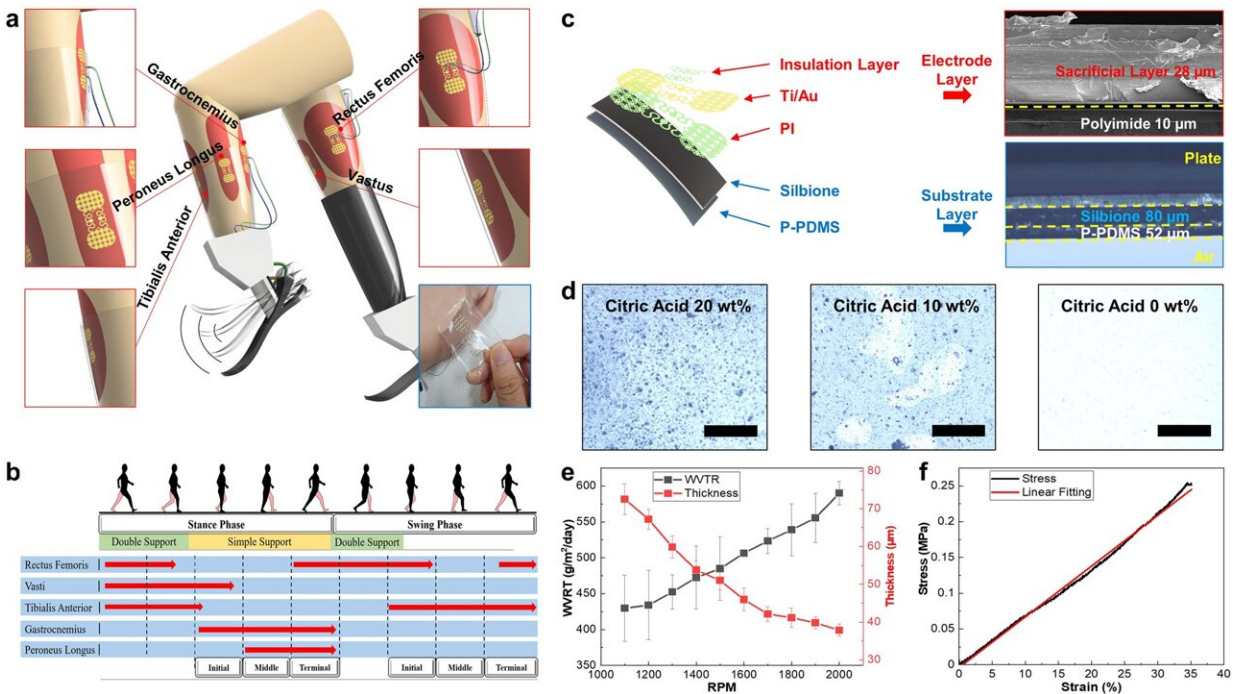 a
Gastrocnemius
Rectus Femoris
Peroneus Longus
Vastus
Tibialis Anterior
b
Stance Phase
Swing Phase
Double Support
Simple Support
Double Support
Rectus Femoris
Vasti
Tibialis Anterior
Gastrocnemius
Peroneus Longus
Initial
Middle
Terminal
Initial
Middle
Terminal
c
Insulation Layer
Ti/Au
PI
Silbione
P-PDMS
Electrode
Layer
Substrate
Layer
Sacrificial Layer 28 μm
Polyimide 10 μm
Plate
Silbione 80 μm
P-PDMS 52 μm
Air
d
Citric Acid 20 wt%
Citric Acid 10 wt%
Citric Acid 0 wt%
e
WVTR
Thickness
WVRT (g/m²/day)
600
550
500
450
400
350
1000
1200
1400
1600
1800
2000
RPM
80
70
60
50
40
30
Thickness (μm)
f
Stress
Linear Fitting
Stress (MPa)
0.25
0.2
0.15
0.1
0.05
0
0
5
10
15
20
25
30
35
40
Strain (%)